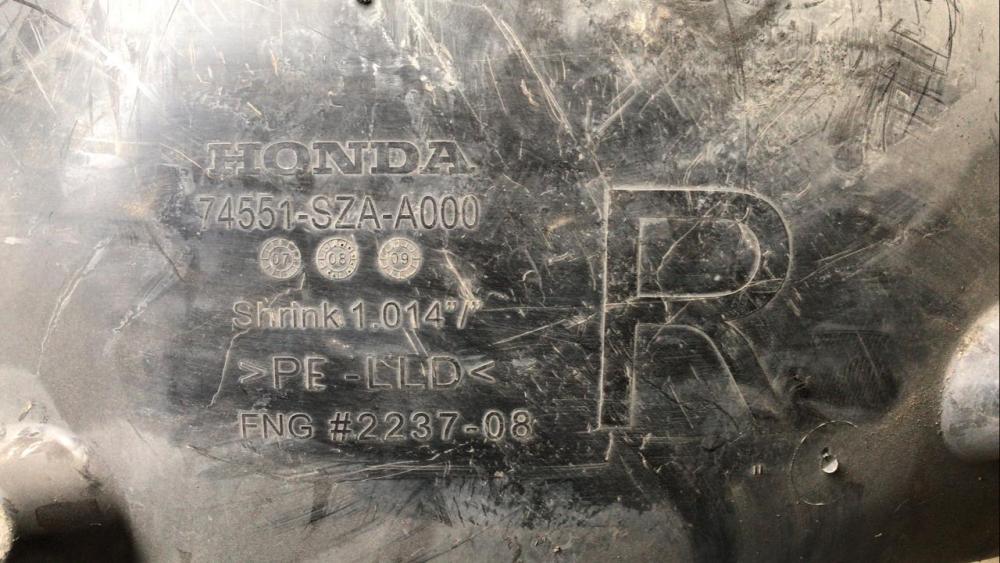 HONDA
74551-SZA-A000
07 08 09
Shrink 1.014"/"
>PE-LLD<
FNG #2237-08
R